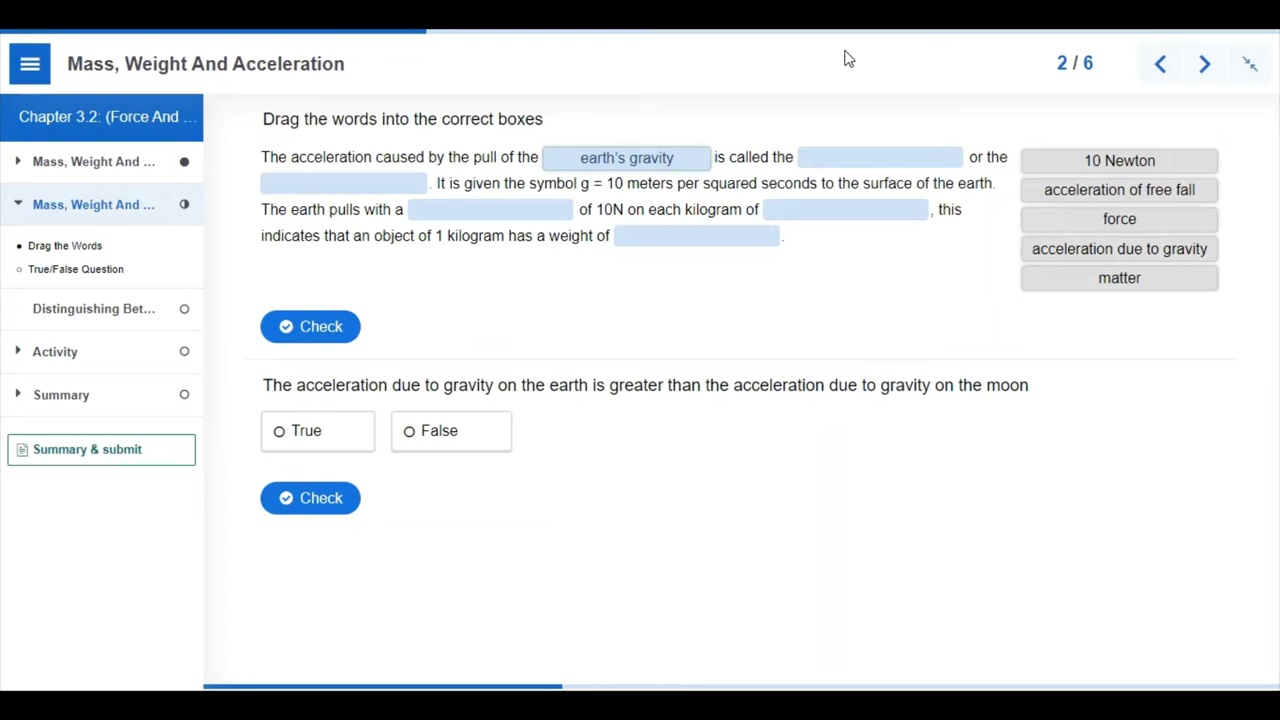 Mass, Weight And Acceleration
2 / 6
Chapter 3.2: (Force And ...
Mass, Weight And ...
Mass, Weight And ...
Drag the Words
True/False Question
Distinguishing Bet...
Activity
Summary
Summary & submit
Drag the words into the correct boxes
The acceleration caused by the pull of the earth's gravity is called the or the
. It is given the symbol g = 10 meters per squared seconds to the surface of the earth.
The earth pulls with a of 10N on each kilogram of , this
indicates that an object of 1 kilogram has a weight of .
10 Newton
acceleration of free fall
force
acceleration due to gravity
matter
Check
The acceleration due to gravity on the earth is greater than the acceleration due to gravity on the moon
True False
Check